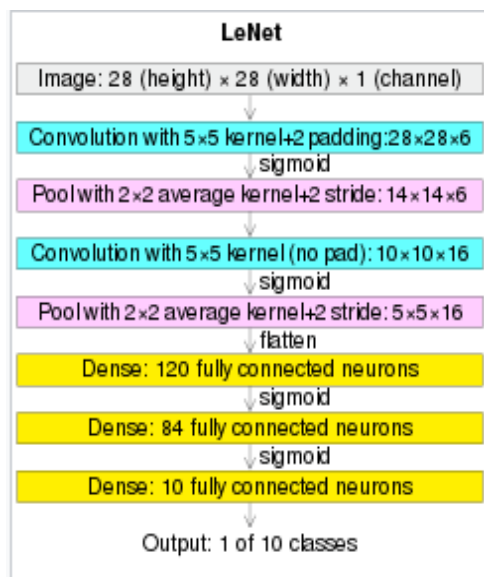 LeNet
Image: 28 (height) × 28 (width) × 1 (channel)
Convolution with 5×5 kernel+2 padding:28×28×6
sigmoid
Pool with 2×2 average kernel+2 stride: 14×14×6
Convolution with 5×5 kernel (no pad): 10×10×16
sigmoid
Pool with 2×2 average kernel+2 stride: 5×5×16
flatten
Dense: 120 fully connected neurons
sigmoid
Dense: 84 fully connected neurons
sigmoid
Dense: 10 fully connected neurons
Output: 1 of 10 classes